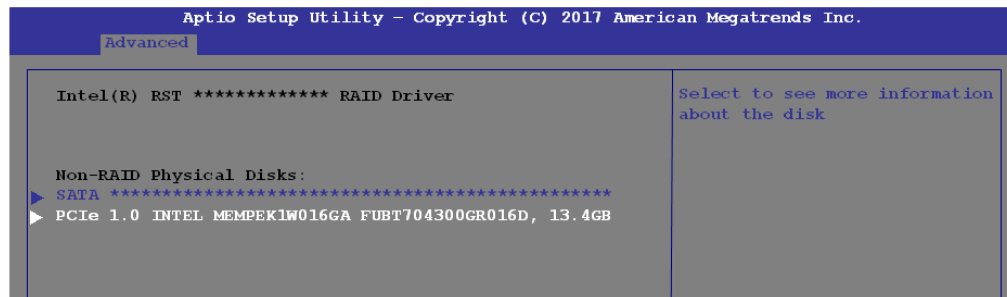 Aptio Setup Utility – Copyright (C) 2017 American Megatrends Inc.
Advanced
Intel(R) RST ************* RAID Driver
Select to see more information
about the disk
Non-RAID Physical Disks:
SATA ************************************************
PCIe 1.0 INTEL MEMPEK1W016GA FUBT704300GR016D, 13.4GB